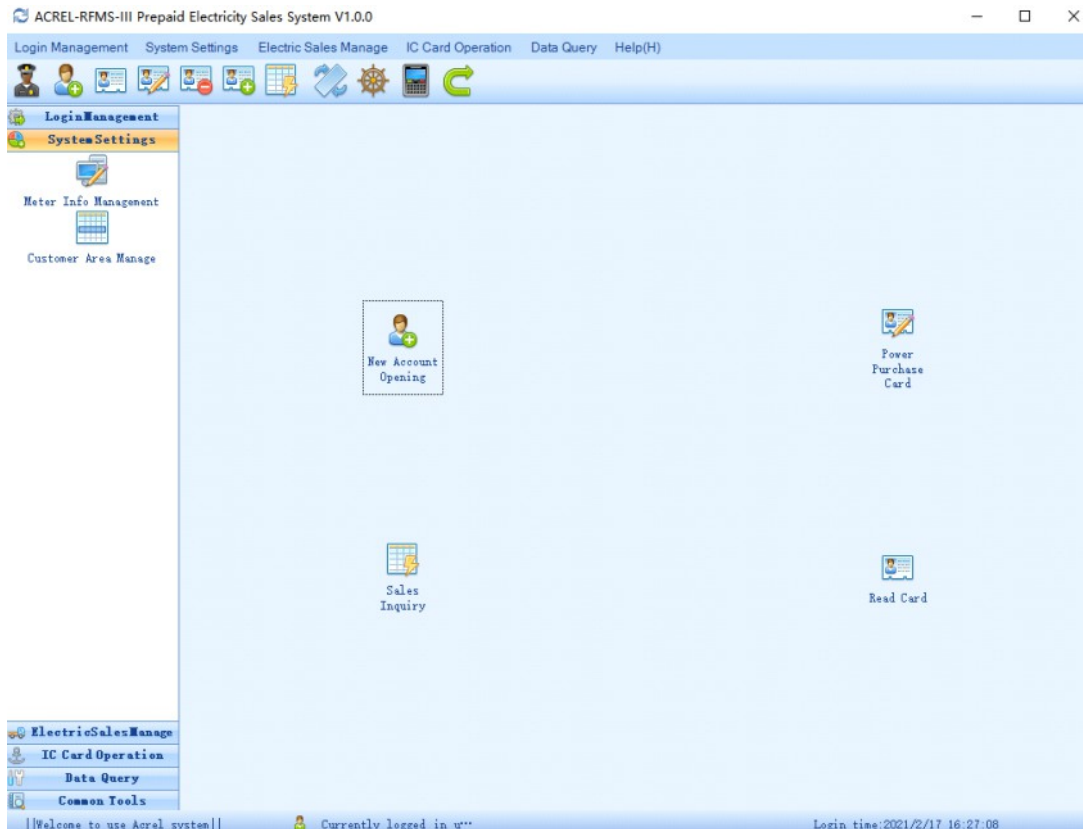 ACREL-RFMS-III Prepaid Electricity Sales System V1.0.0
Login Management System Settings Electric Sales Manage IC Card Operation Data Query Help(H)
LoginManagement
SystemSettings
Meter Info Management
Customer Area Manage
New Account
Opening
Power
Purchase
Card
Sales
Inquiry
Read Card
ElectricSalesManage
IC Card Operation
Data Query
Common Tools
||Welcome to use Acrel system|| Currently logged in u… Login time:2021/2/17 16:27:08